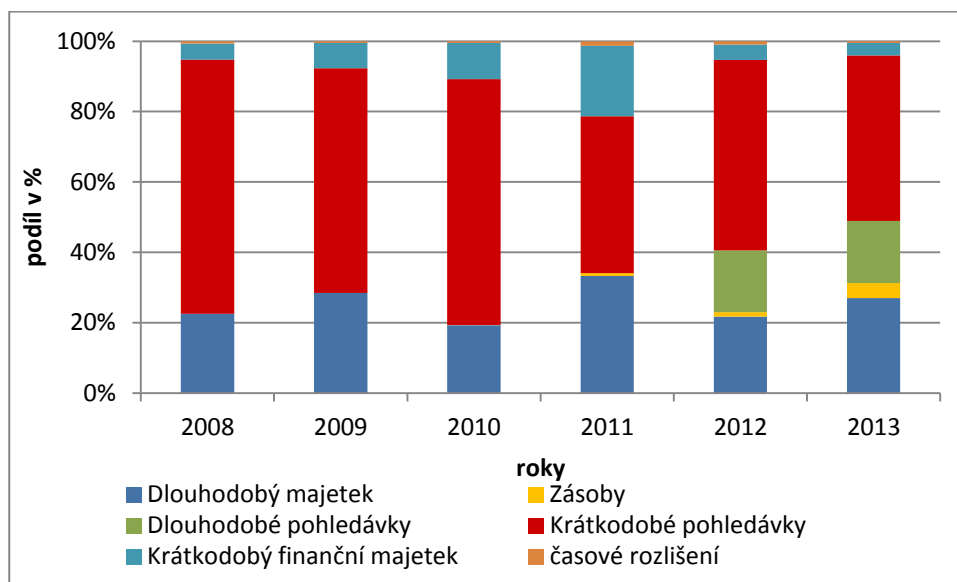 100%
80%
60%
40%
20%
0%
podíl v %
2008 2009 2010 2011 2012 2013
roky
Dlouhodobý majetek Zásoby
Dlouhodobé pohledávky Krátkodobé pohledávky
Krátkodobý finanční majetek časové rozlišení